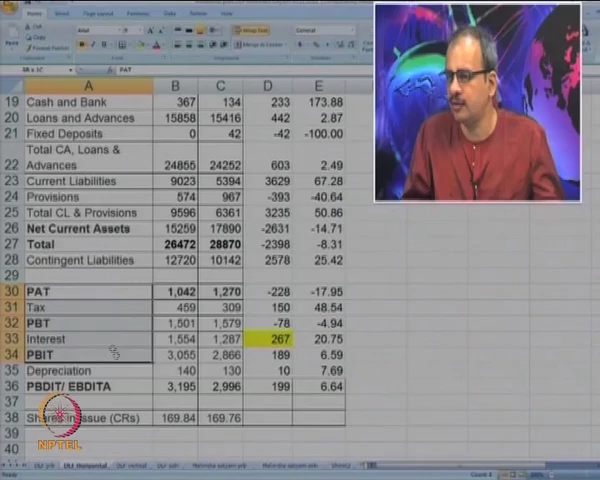 Home
General
8R x 1C
PAT
A B C D E
19 Cash and Bank 367 134 233 173.88
20 Loans and Advances 15858 15416 442 2.87
21 Fixed Deposits 0 42 -42 -100.00
Total CA, Loans &
22 Advances 24855 24252 603 2.49
23 Current Liabilities 9023 5394 3629 67.28
24 Provisions 574 967 -393 -40.64
25 Total CL & Provisions 9596 6361 3235 50.86
26 Net Current Assets 15259 17890 -2631 -14.71
27 Total 26472 28870 -2398 -8.31
28 Contingent Liabilities 12720 10142 2578 25.42
29
30 PAT 1,042 1,270 -228 -17.95
31 Tax 459 309 150 48.54
32 PBT 1,501 1,579 -78 -4.94
33 Interest 1,554 1,287 267 20.75
34 PBIT 3,055 2,866 189 6.59
35 Depreciation 140 130 10 7.69
36 PBDIT/ EBDITA 3,195 2,996 199 6.64
37
38 Shares in issue (CRs) 169.84 169.76
39
40
NPTEL